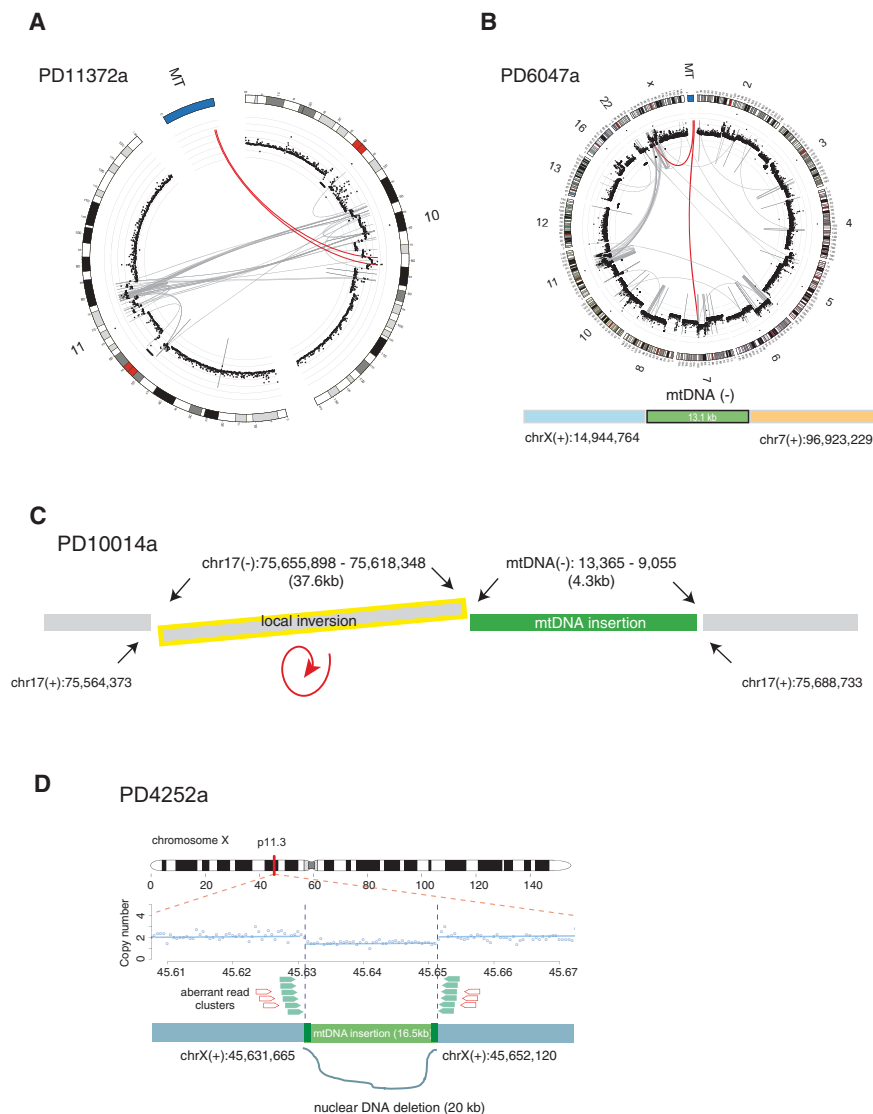 A
PD11372a
MT
10
11
B
PD6047a
MT
2
3
4
5
6
7
8
10
11
12
13
16
22
x
mtDNA (-)
13.1 kb
chrX(+):14,944,764
chr7(+):96,923,229
C
PD10014a
chr17(-):75,655,898 - 75,618,348
(37.6kb)
mtDNA(-): 13,365 - 9,055
(4.3kb)
local inversion
mtDNA insertion
chr17(+):75,564,373
chr17(+):75,688,733
D
PD4252a
chromosome X
p11.3
0 20 40 60 80 100 120 140
Copy number
4
2
0
45.61 45.62 45.63 45.64 45.65 45.66 45.67
aberrant read
clusters
mtDNA insertion (16.5kb)
chrX(+):45,631,665
chrX(+):45,652,120
nuclear DNA deletion (20 kb)